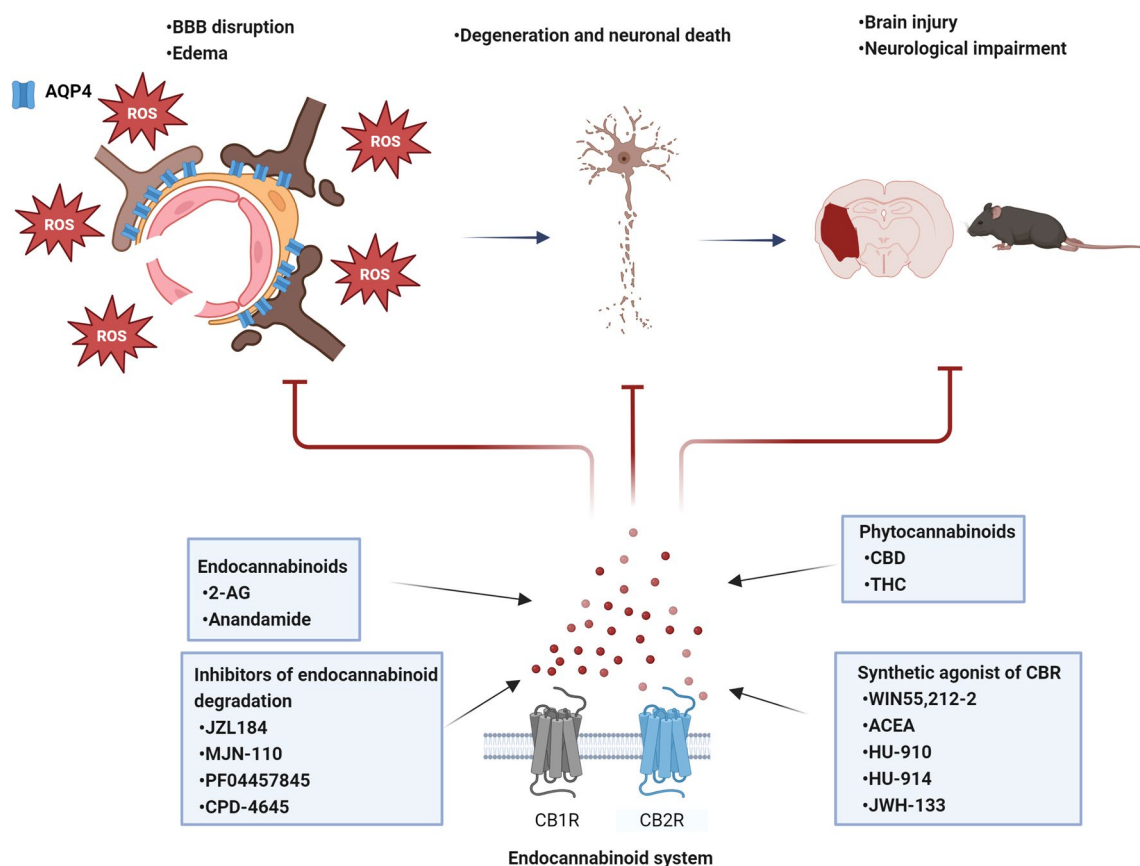 •BBB disruption
•Edema
•Degeneration and neuronal death
•Brain injury
•Neurological impairment
AQP4
ROS
ROS
ROS
ROS
ROS
Endocannabinoids
•2-AG
•Anandamide
Phytocannabinoids
•CBD
•THC
Inhibitors of endocannabinoid
degradation
•JZL184
•MJN-110
•PF04457845
•CPD-4645
Synthetic agonist of CBR
•WIN55,212-2
•ACEA
•HU-910
•HU-914
•JWH-133
CB1R
CB2R
Endocannabinoid system